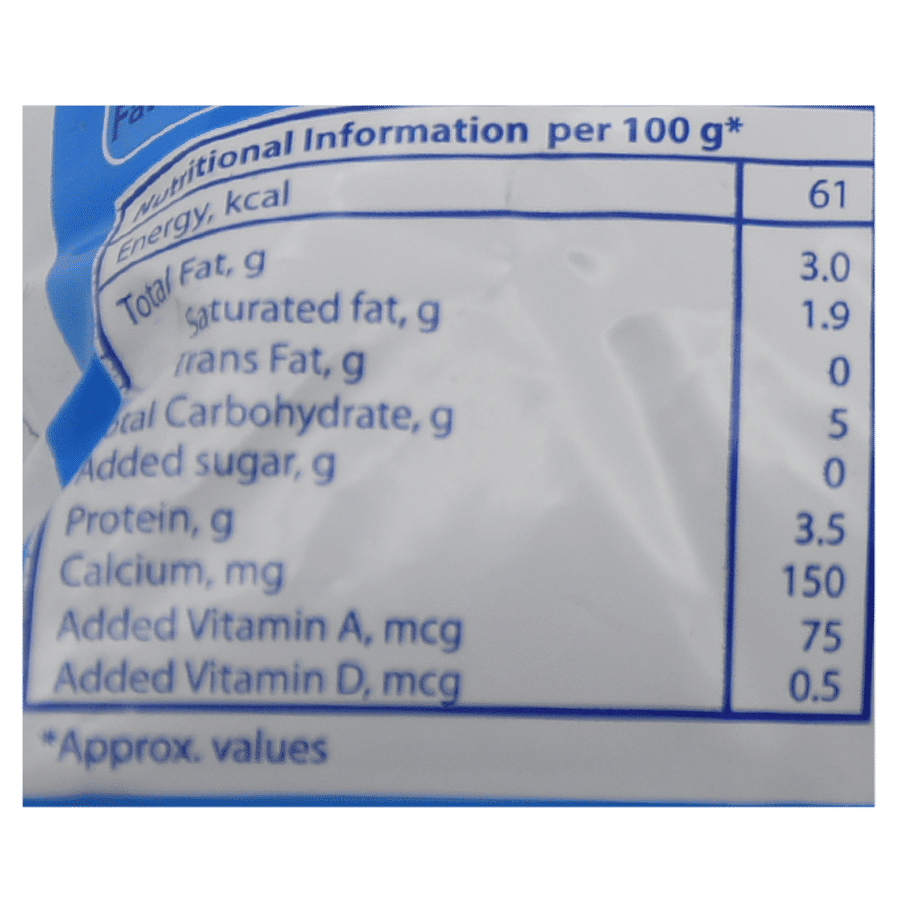 Nutritional Information per 100 g*
Energy, kcal 61
Total Fat, g 3.0
Saturated fat, g 1.9
Trans Fat, g 0
Total Carbohydrate, g 5
Added sugar, g 0
Protein, g 3.5
Calcium, mg 150
Added Vitamin A, mcg 75
Added Vitamin D, mcg 0.5
*Approx. values